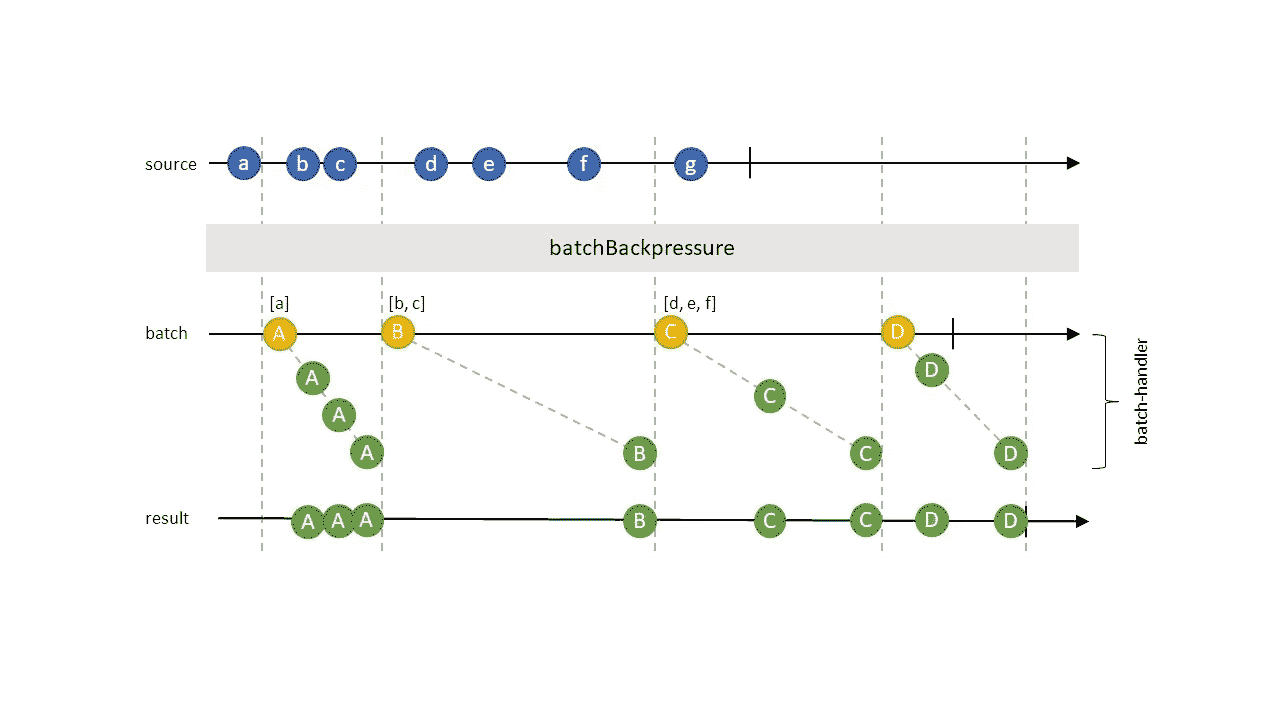 source a b c d e f g
batchBackpressure
[a] [b, c] [d, e, f]
batch A B C D
A C D
A
A B C D
batch-handler
result A A A B C C D D